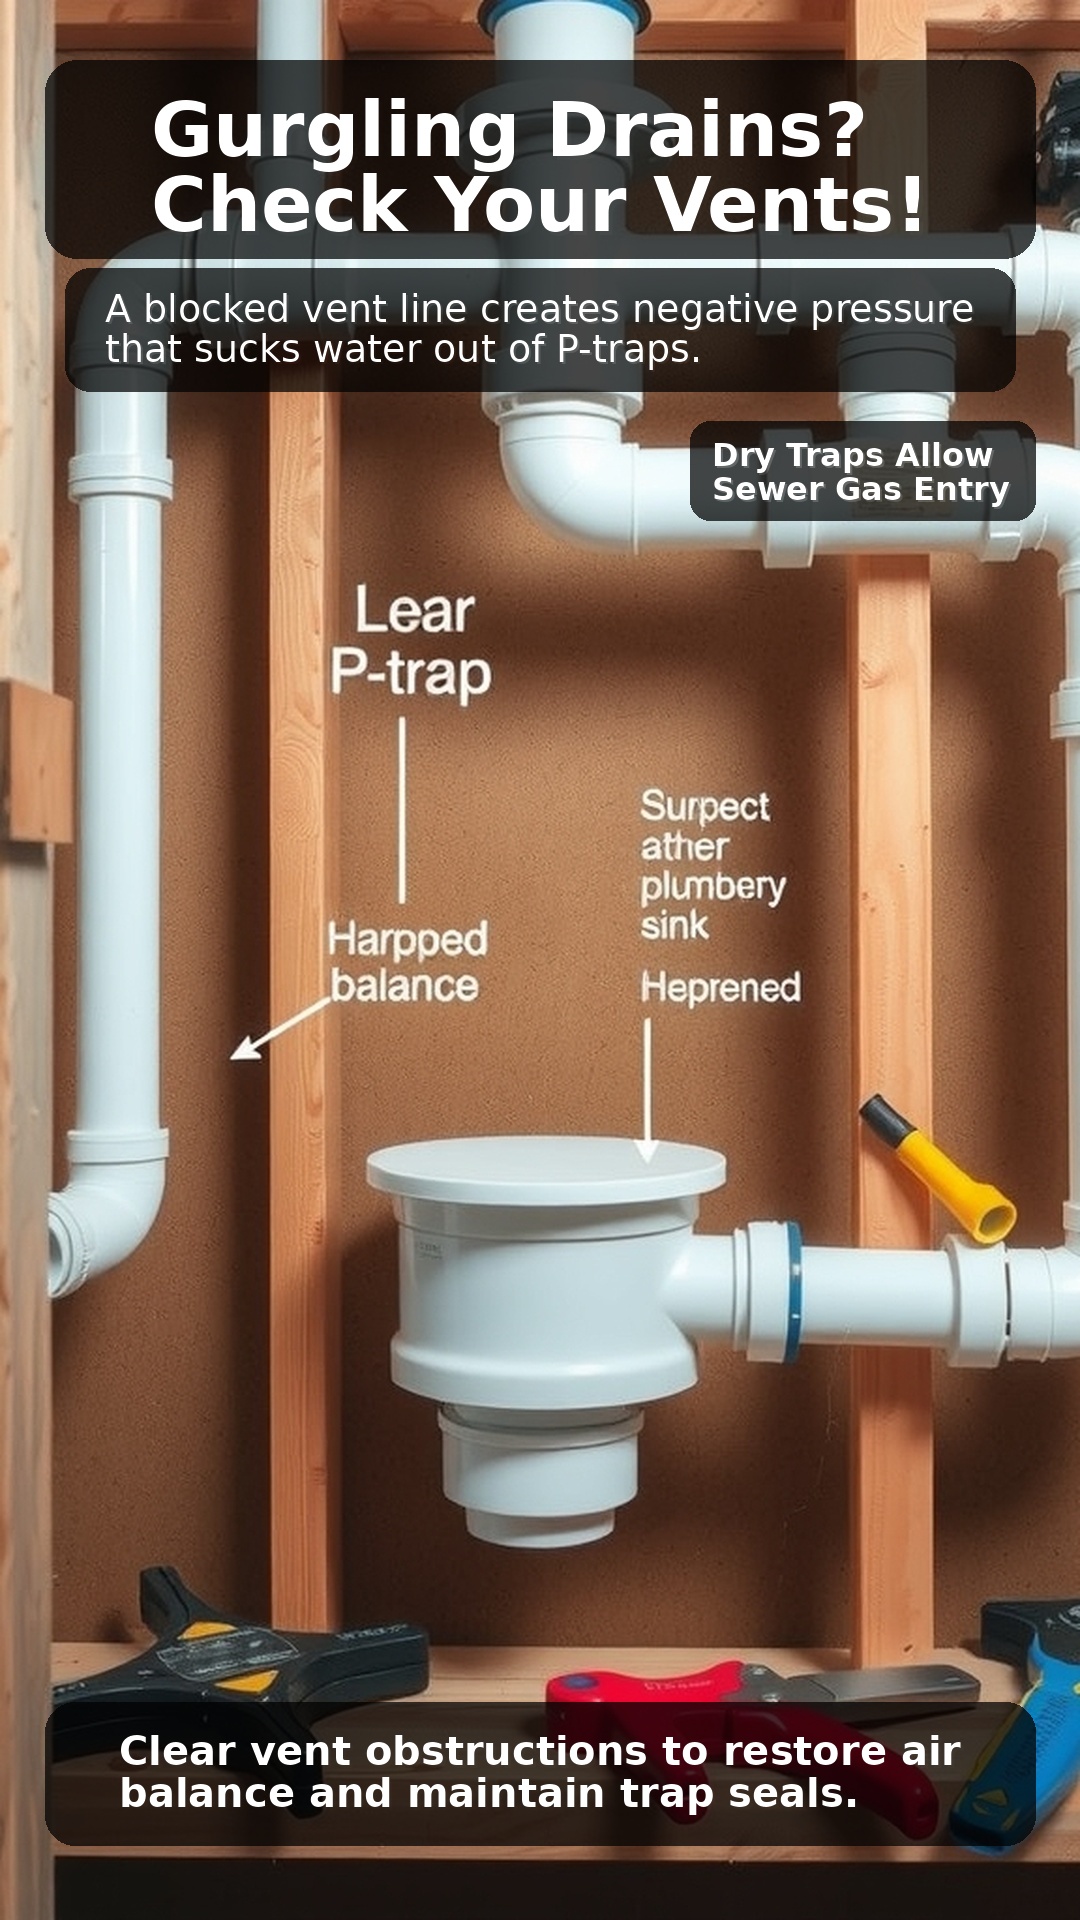 Gurgling Drains?
Check Your Vents!
A blocked vent line creates negative pressure
that sucks water out of P-traps.
Dry Traps Allow
Sewer Gas Entry
Lear
P-trap
Harpped
balance
Surpect
ather
plumbery
sink
Heprened
Clear vent obstructions to restore air
balance and maintain trap seals.